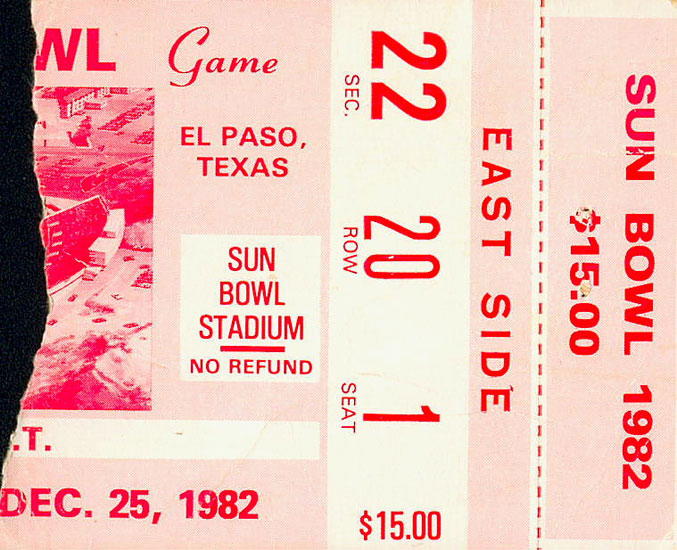 WL Game
EL PASO,
TEXAS
SUN
BOWL
STADIUM
NO REFUND
.T.
DEC. 25, 1982
22
SEC.
20
ROW
1
SEAT
$15.00
EAST SIDE
SUN BOWL 1982
$15.00